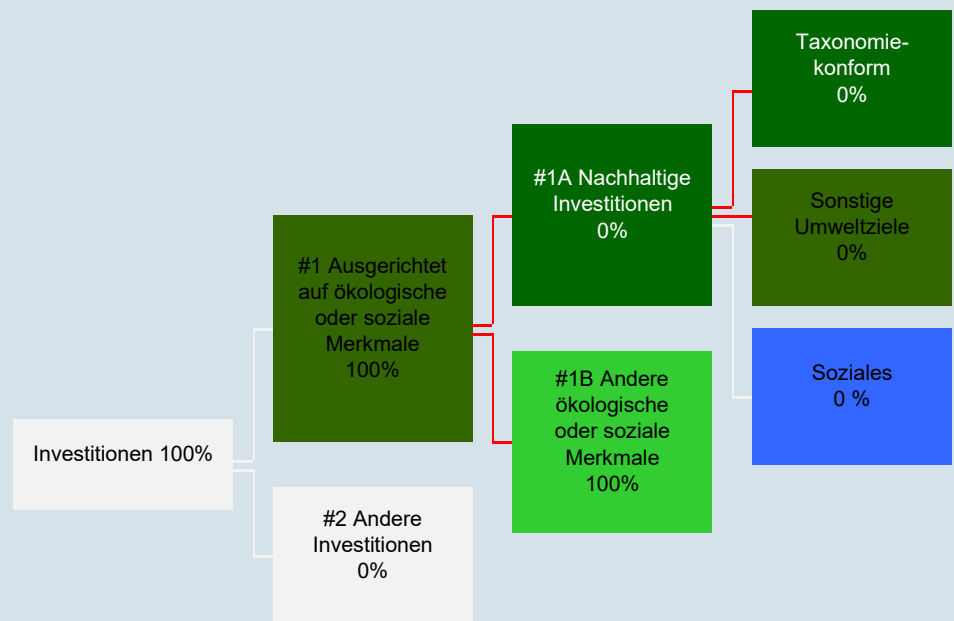 Investitionen 100%
#1 Ausgerichtet
auf ökologische
oder soziale
Merkmale
100%
#2 Andere
Investitionen
0%
#1A Nachhaltige
Investitionen
0%
#1B Andere
ökologische
oder soziale
Merkmale
100%
Taxonomie-
konform
0%
Sonstige
Umweltziele
0%
Soziales
0 %